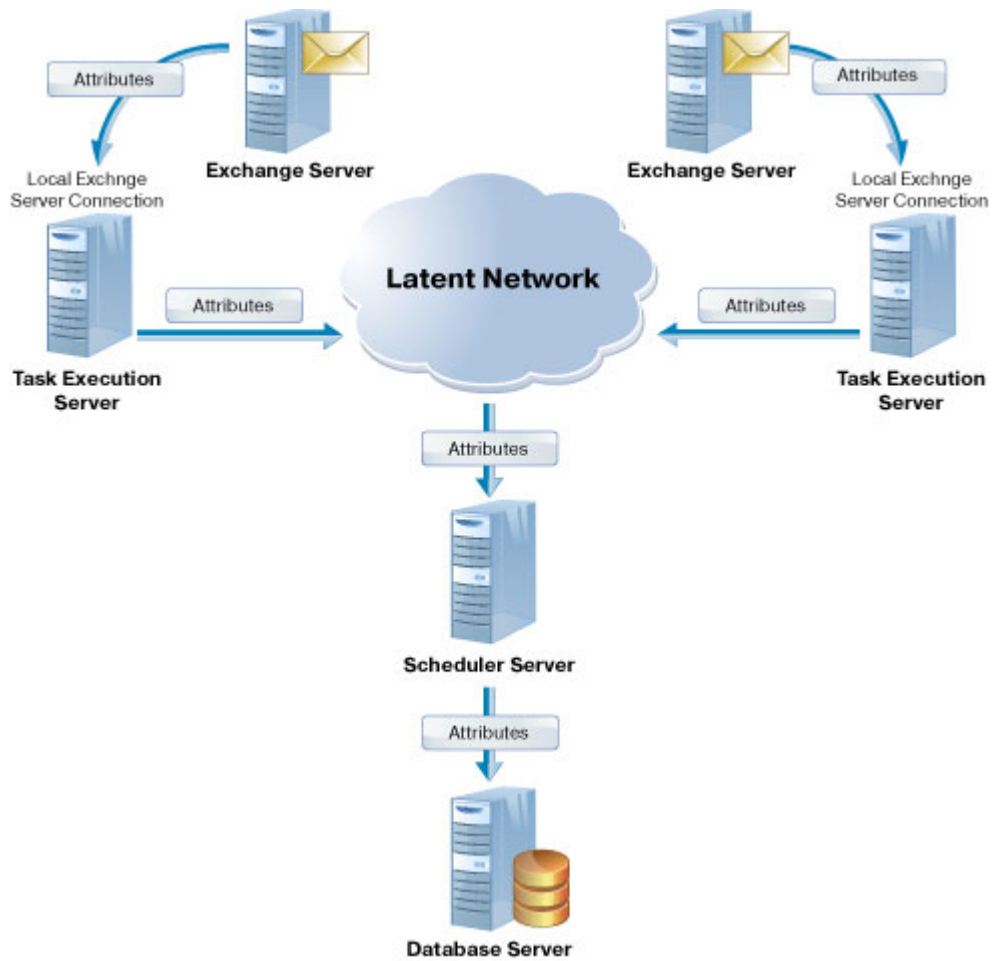 Attributes
Attributes
Exchange Server
Exchange Server
Local Exchnge
Server Connection
Local Exchnge
Server Connection
Latent Network
Attributes
Attributes
Task Execution
Server
Task Execution
Server
Attributes
Scheduler Server
Attributes
Database Server